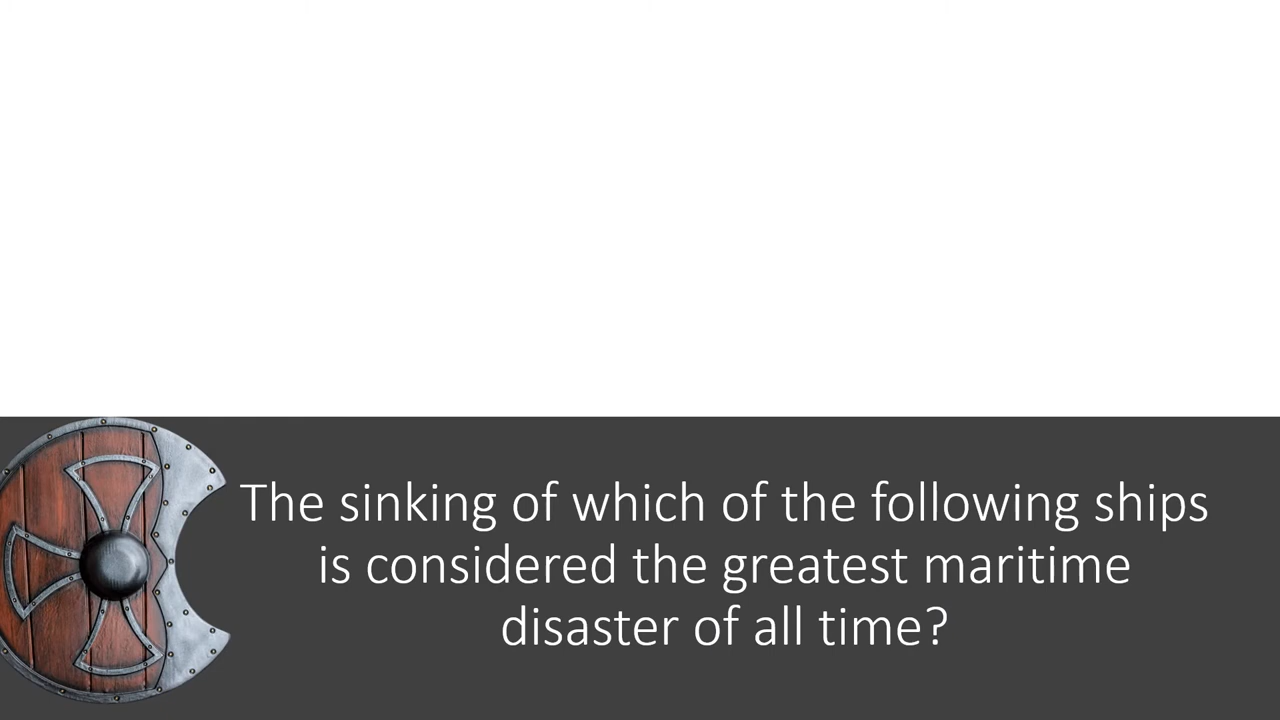 The sinking of which of the following ships
is considered the greatest maritime
disaster of all time?